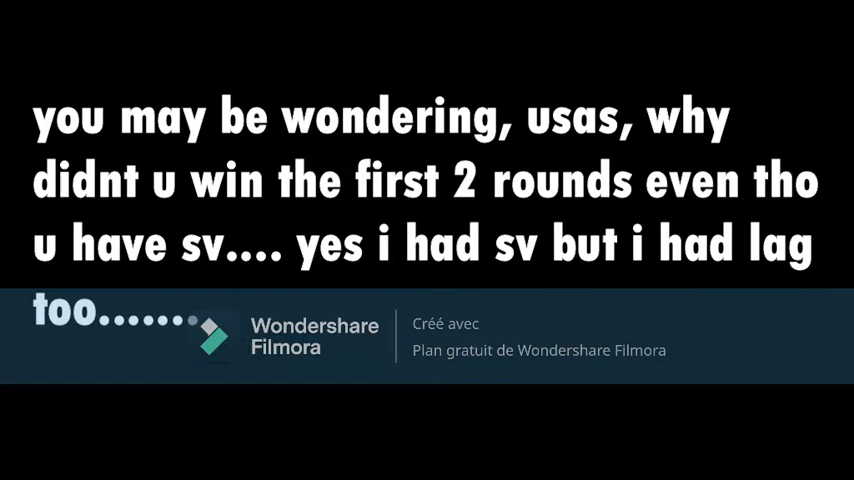 you may be wondering, usas, why
didnt u win the first 2 rounds even tho
u have sv.... yes i had sv but i had lag
too.......
Wondershare
Filmora
Créé avec
Plan gratuit de Wondershare Filmora